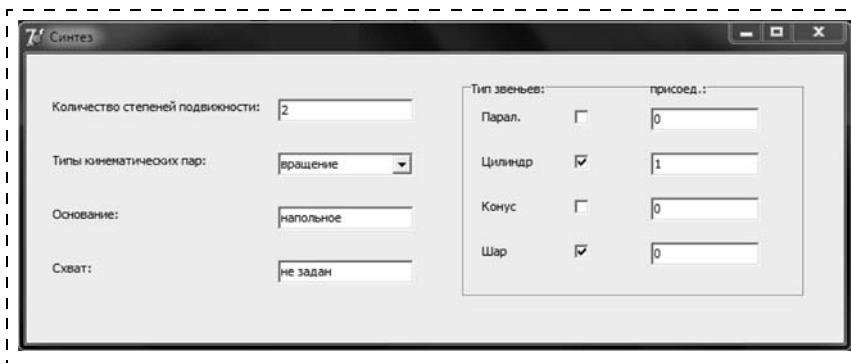 Синтез
Количество степеней подвижности: 2
Типы кинематических пар: вращение
Основание: напольное
Схват: не задан
Тип звеньев: присоед.:
Парал. 0
Цилиндр 1
Конус 0
Шар 0